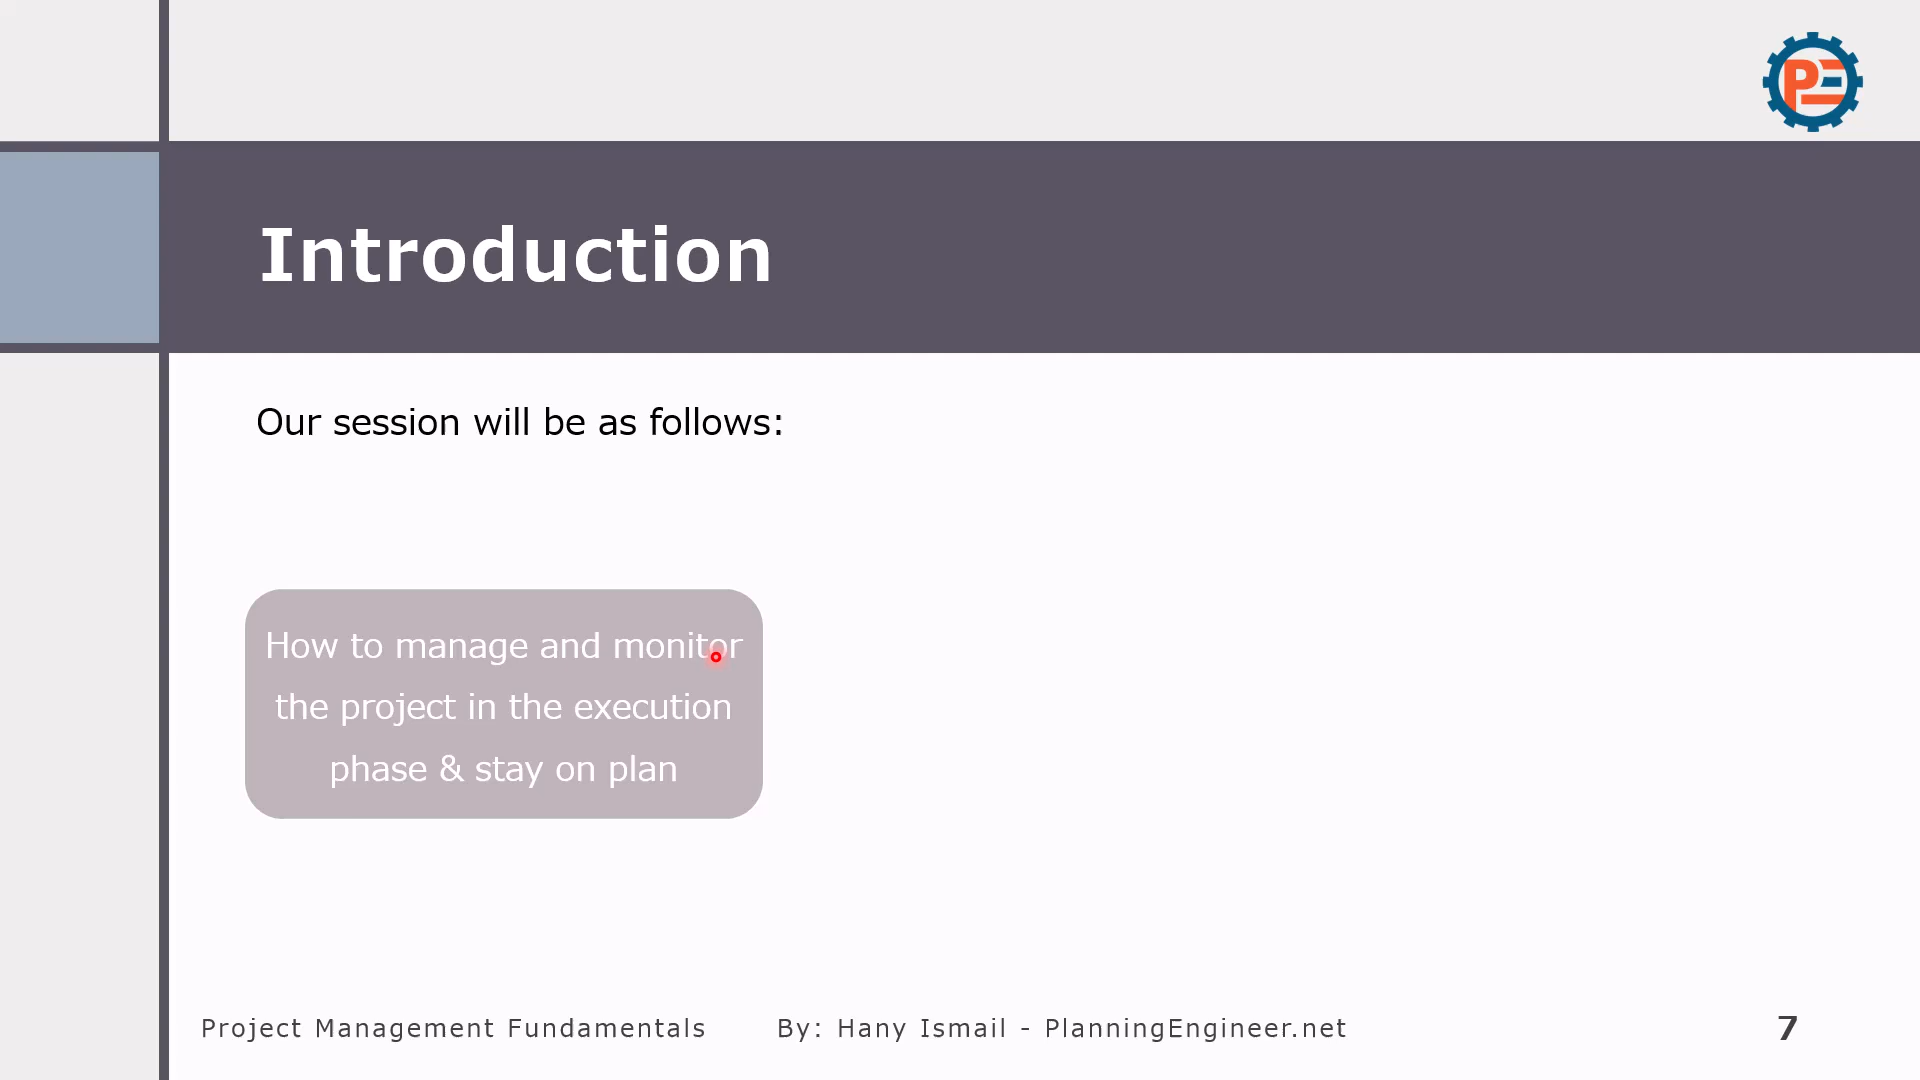 PE
Introduction
Our session will be as follows:
How to manage and monitor
the project in the execution
phase & stay on plan
Project Management Fundamentals By: Hany Ismail - PlanningEngineer.net 7